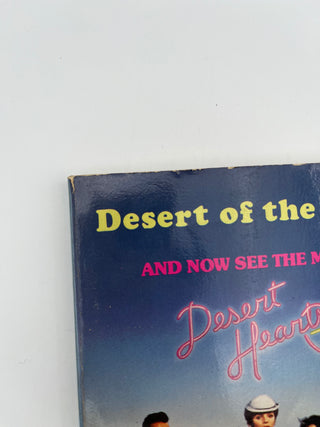 Desert of the
AND NOW SEE THE M
Desert
Hearts